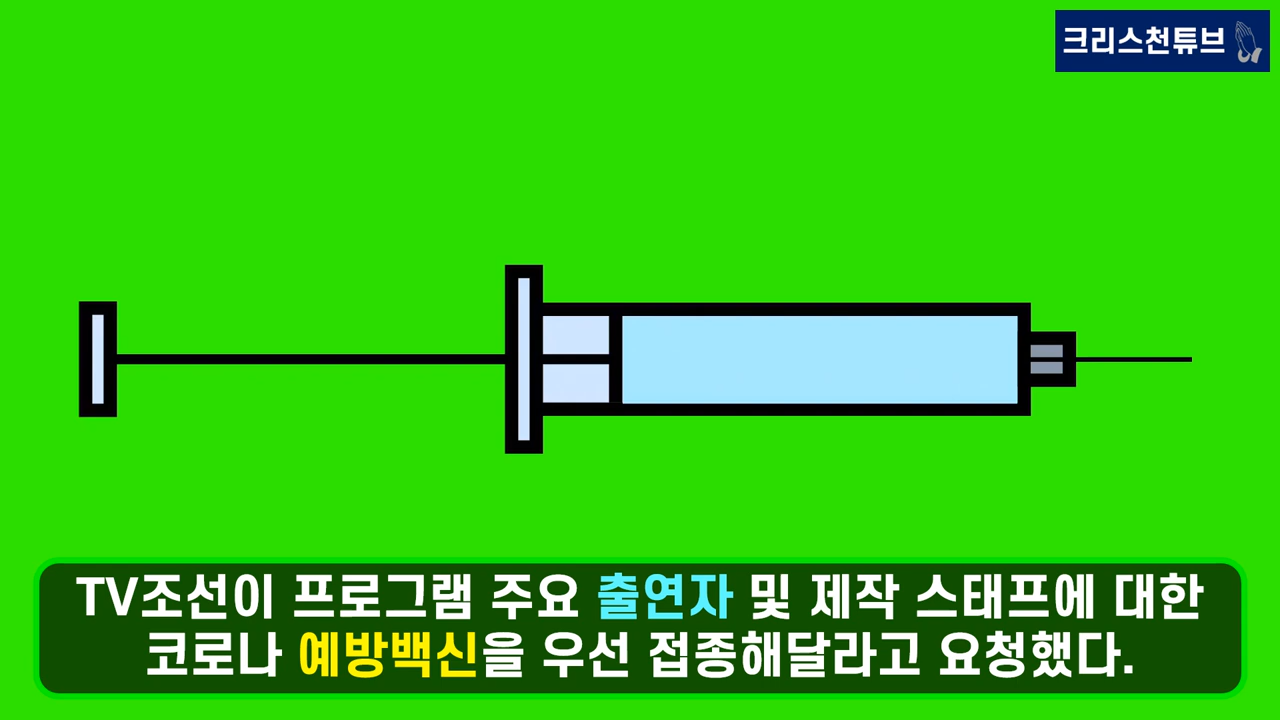 크리스천튜브
TV조선이 프로그램 주요 출연자 및 제작 스태프에 대한
코로나 예방백신을 우선 접종해달라고 요청했다.